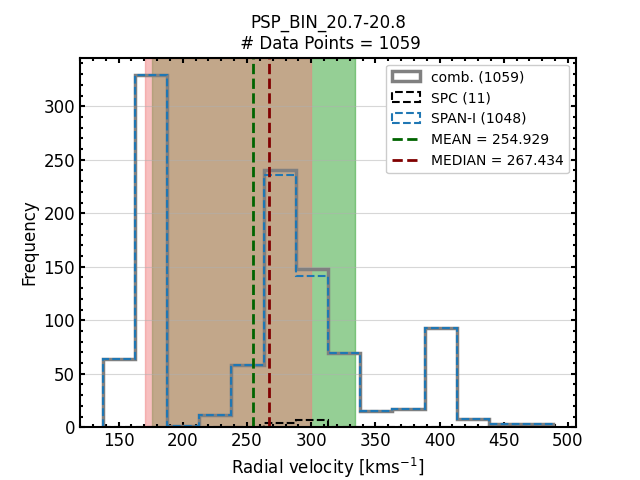 PSP_BIN_20.7-20.8
# Data Points = 1059
comb. (1059)
SPC (11)
SPAN-I (1048)
MEAN = 254.929
MEDIAN = 267.434
Frequency
300
250
200
150
100
50
0
150 200 250 300 350 400 450 500
Radial velocity [kms⁻¹]